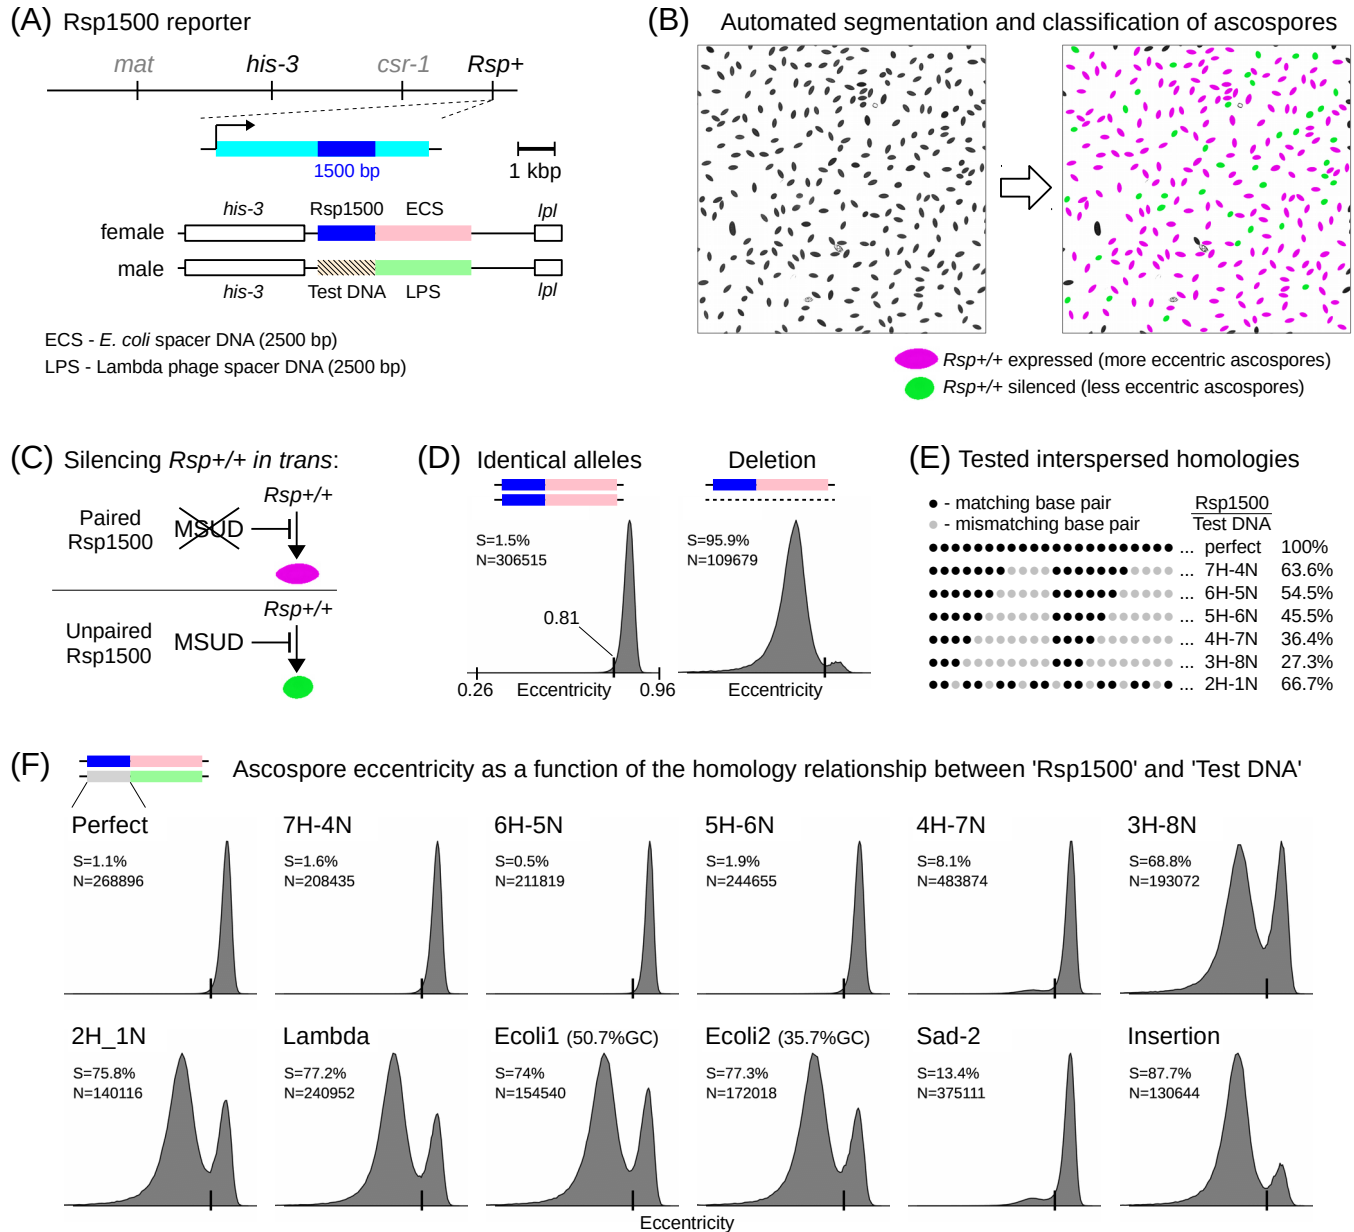 (A) Rsp1500 reporter
mat his-3 csr-1 Rsp+
1500 bp 1 kbp
his-3 Rsp1500 ECS lpl
female
male
his-3 Test DNA LPS lpl
ECS - E. coli spacer DNA (2500 bp)
LPS - Lambda phage spacer DNA (2500 bp)
(B) Automated segmentation and classification of ascospores
Rsp+/+ expressed (more eccentric ascospores)
Rsp+/+ silenced (less eccentric ascospores)
(C) Silencing Rsp+/+ in trans:
Rsp+/+
Paired
Rsp1500
MSUD
Rsp+/+
Unpaired
Rsp1500
MSUD
(D) Identical alleles Deletion
S=1.5%
N=306515
0.81
0.26 Eccentricity 0.96
S=95.9%
N=109679
Eccentricity
(E) Tested interspersed homologies
- matching base pair
- mismatching base pair
Rsp1500
Test DNA
... perfect 100%
... 7H-4N 63.6%
... 6H-5N 54.5%
... 5H-6N 45.5%
... 4H-7N 36.4%
... 3H-8N 27.3%
... 2H-1N 66.7%
(F) Ascospore eccentricity as a function of the homology relationship between 'Rsp1500' and 'Test DNA'
Perfect
S=1.1%
N=268896
7H-4N
S=1.6%
N=208435
6H-5N
S=0.5%
N=211819
5H-6N
S=1.9%
N=244655
4H-7N
S=8.1%
N=483874
3H-8N
S=68.8%
N=193072
2H_1N
S=75.8%
N=140116
Lambda
S=77.2%
N=240952
Ecoli1 (50.7%GC)
S=74%
N=154540
Ecoli2 (35.7%GC)
S=77.3%
N=172018
Sad-2
S=13.4%
N=375111
Insertion
S=87.7%
N=130644
Eccentricity